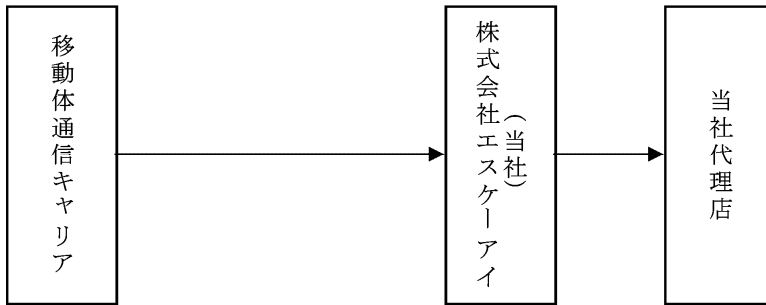 移動体通信キャリア
株式会社エスケーアイ
（当社）
当社代理店